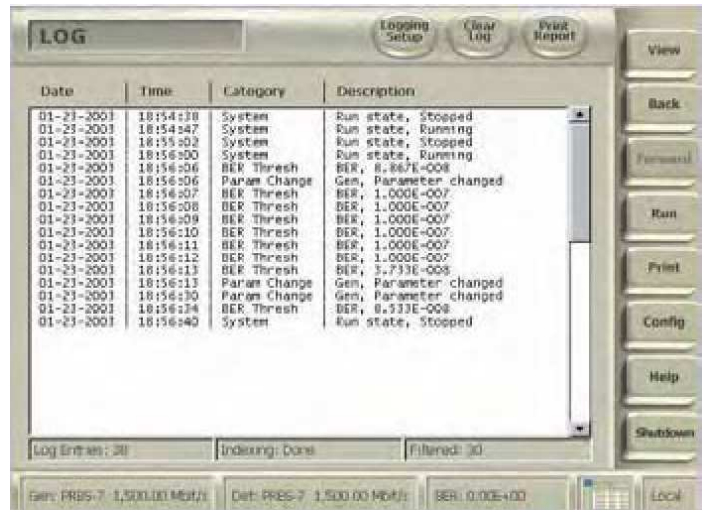 LOG
Logging Setup
Clear Log
Print Report
View
Back
Forward
Run
Print
Config
Help
Shutdown
Date Time Category Description
01-23-2003 18:54:38 System Run state, Stopped
01-23-2003 18:54:47 System Run state, Running
01-23-2003 18:55:02 System Run state, Stopped
01-23-2003 18:56:00 System Run state, Running
01-23-2003 18:56:06 BER Thresh BER, 8.867E-008
01-23-2003 18:56:06 Param Change Gen, Parameter changed
01-23-2003 18:56:07 BER Thresh BER, 1.000E-007
01-23-2003 18:56:08 BER Thresh BER, 1.000E-007
01-23-2003 18:56:09 BER Thresh BER, 1.000E-007
01-23-2003 18:56:10 BER Thresh BER, 1.000E-007
01-23-2003 18:56:11 BER Thresh BER, 1.000E-007
01-23-2003 18:56:12 BER Thresh BER, 1.000E-007
01-23-2003 18:56:13 BER Thresh BER, 3.733E-008
01-23-2003 18:56:13 Param Change Gen, Parameter changed
01-23-2003 18:56:30 Param Change Gen, Parameter changed
01-23-2003 18:56:34 BER Thresh BER, 8.533E-008
01-23-2003 18:56:40 System Run state, Stopped
Log Entries: 30 Indexing: Done Filtered: 30
Gen: PRBS-7 1,500.00 Mbit/s Det: PRBS-7 1,500.00 Mbit/s BER: 0.00E+00 Local